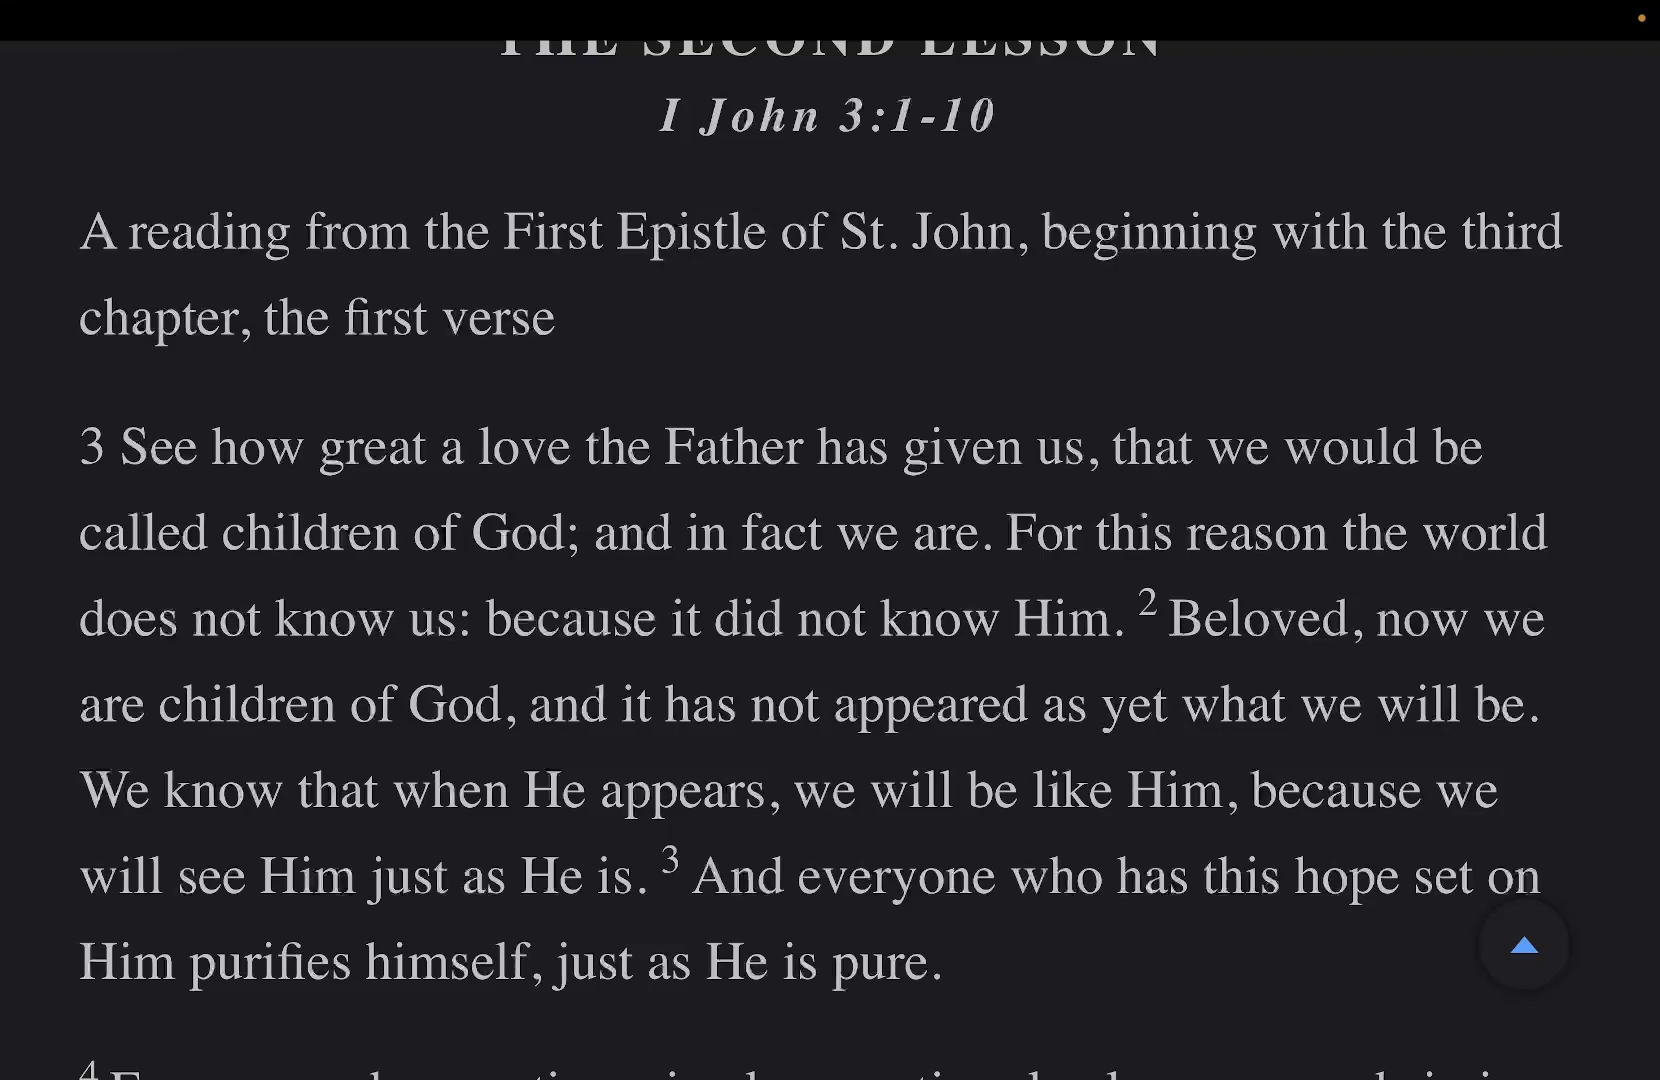 THE SECOND LESSON
I John 3:1-10
A reading from the First Epistle of St. John, beginning with the third
chapter, the first verse
3 See how great a love the Father has given us, that we would be
called children of God; and in fact we are. For this reason the world
does not know us: because it did not know Him. 2 Beloved, now we
are children of God, and it has not appeared as yet what we will be.
We know that when He appears, we will be like Him, because we
will see Him just as He is. 3 And everyone who has this hope set on
Him purifies himself, just as He is pure.
4